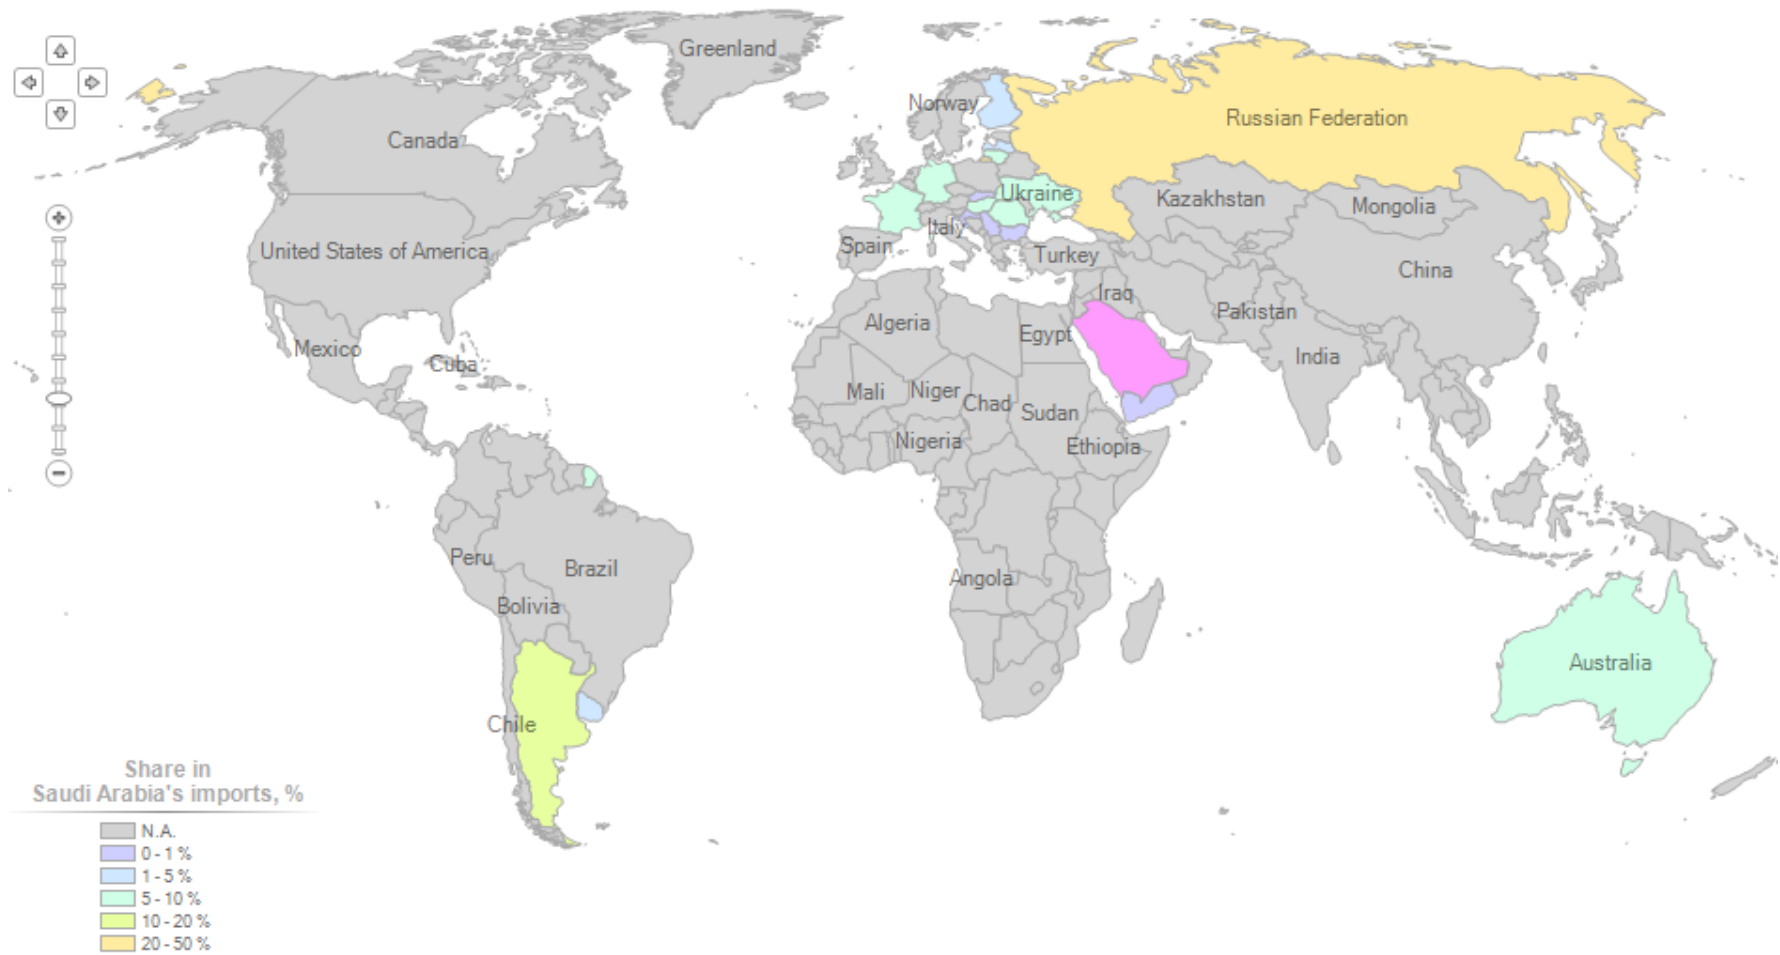 Greenland
Norway
Canada
Russian Federation
Ukraine
Kazakhstan
Mongolia
United States of America
Spain
Italy
Turkey
China
Iraq
Pakistan
Algeria
Egypt
India
Mexico
Cuba
Mali
Niger
Chad
Sudan
Nigeria
Ethiopia
Peru
Brazil
Angola
Bolivia
Australia
Chile
Share in
Saudi Arabia's imports, %
N.A.
0 - 1 %
1 - 5 %
5 - 10 %
10 - 20 %
20 - 50 %